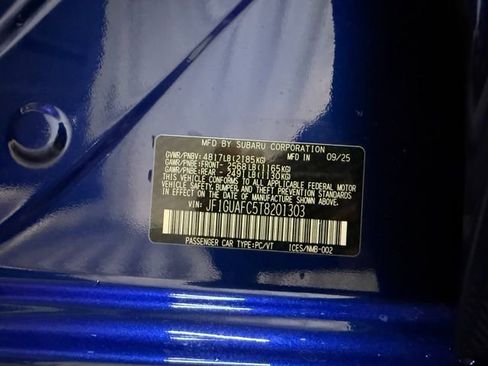 MFD BY SUBARU CORPORATION
GVWR/PNBV: 4817LB(2185KG) MFD IN 09/25
GAWR/PNBE: FRONT- 2568LB(1165KG)
GAWR/PNBE: REAR - 2491LB(1130KG)
THIS VEHICLE CONFORMS TO ALL APPLICABLE FEDERAL MOTOR
VEHICLE SAFETY, BUMPER, AND THEFT PREVENTION STANDARDS
IN EFFECT ON THE DATE OF MANUFACTURE SHOWN ABOVE.
VIN: JF1GUAFC5T8201303
PASSENGER CAR TYPE:PC/VT ICES/NMB-002